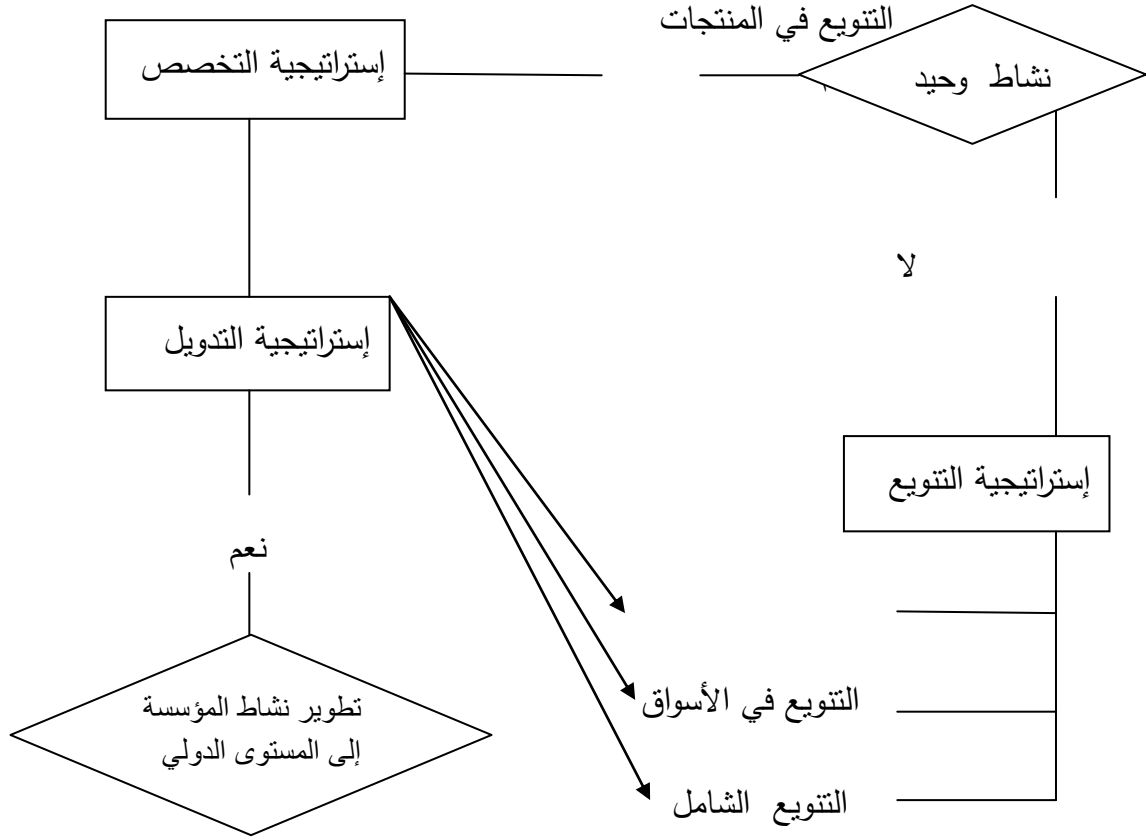 التنويع في المنتجات
نشاط وحيد
إستراتيجية التخصص
لا
إستراتيجية التدويل
إستراتيجية التنويع
نعم
تطوير نشاط المؤسسة
إلى المستوى الدولي
التنويع في الأسواق
التنويع الشامل